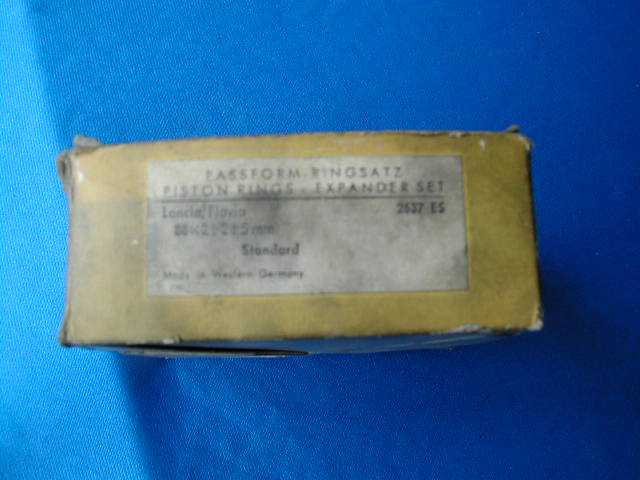 PASSFORM-RINGSATZ
PISTON RINGS - EXPANDER SET
Lancia/Flavia 2637 ES
Standard
Made in Western Germany